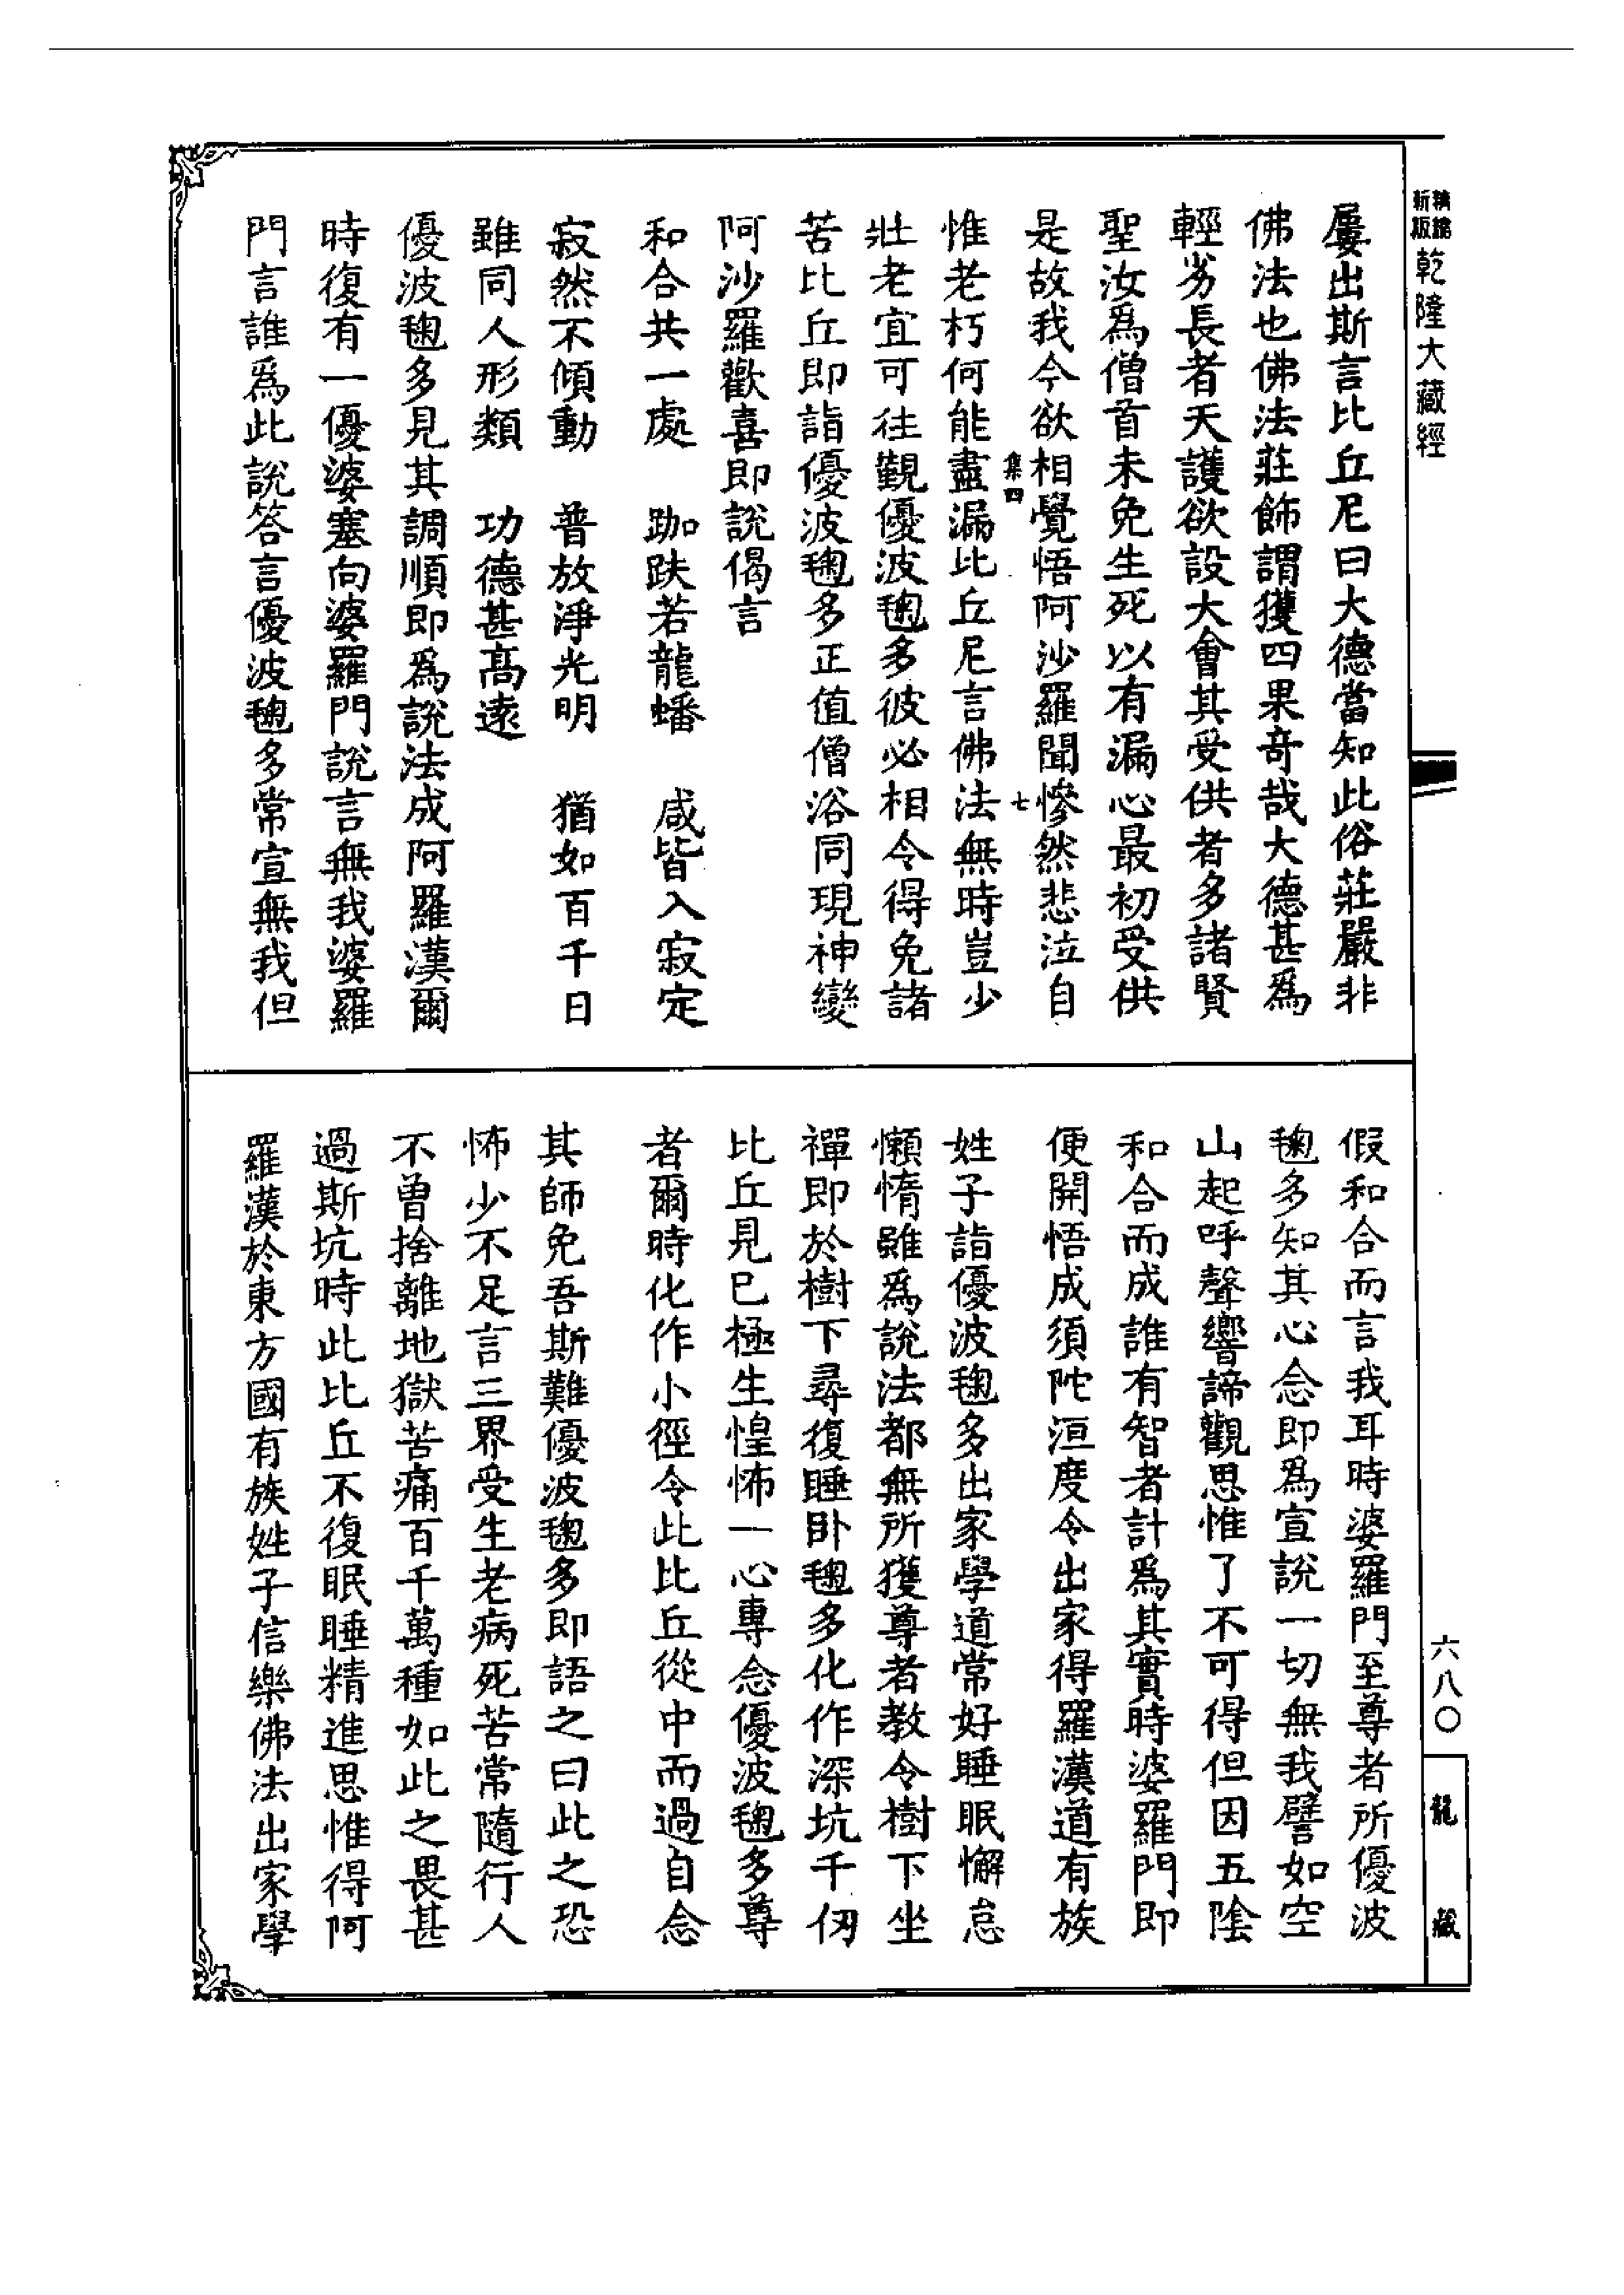 乾隆大藏經
屢出斯言比丘尼曰大德當知此俗莊嚴非
佛法也佛法莊飾謂獲四果奇哉大德甚爲
輕劣長者天護欲設大會其受供者多諸賢
聖汝爲僧首未免生死以有漏心最初受供
是故我今欲相覺悟阿沙羅聞慘然悲泣自
集四 七
惟老朽何能盡漏比丘尼言佛法無時豈少
壯老宜可往覲優波毱多彼必相令得免諸
苦比丘即詣優波毱多正值僧浴同現神變
阿沙羅歡喜即說偈言
和合共一處 跏趺若龍蟠 咸皆入寂定
寂然不傾動 普放淨光明 猶如百千日
雖同人形類 功德甚高遠
優波毱多見其調順即爲說法成阿羅漢爾
時復有一優婆塞向婆羅門說言無我婆羅
門言誰爲此說答言優波毱多常宣無我但
假和合而言我耳時婆羅門至尊者所優波
毱多知其心念即爲宣說一切無我譬如空
山起呼聲響諦觀思惟了不可得但因五陰
和合而成誰有智者計爲其實時婆羅門即
便開悟成須陀洹度令出家得羅漢道有族
姓子詣優波毱多出家學道常好睡眠懈怠
懶惰雖爲說法都無所獲尊者教令樹下坐
禪即於樹下尋復睡卧毱多化作深坑千仞
比丘見巳極生惶怖一心專念優波毱多尊
者爾時化作小徑令此比丘從中而過自念
其師免吾斯難優波毱多即語之曰此之恐
怖少不足言三界受生老病死苦常隨行人
不曾捨離地獄苦痛百千萬種如此之畏甚
過斯坑時此比丘不復眠睡精進思惟得阿
羅漢於東方國有族姓子信樂佛法出家學
六八〇
龍藏